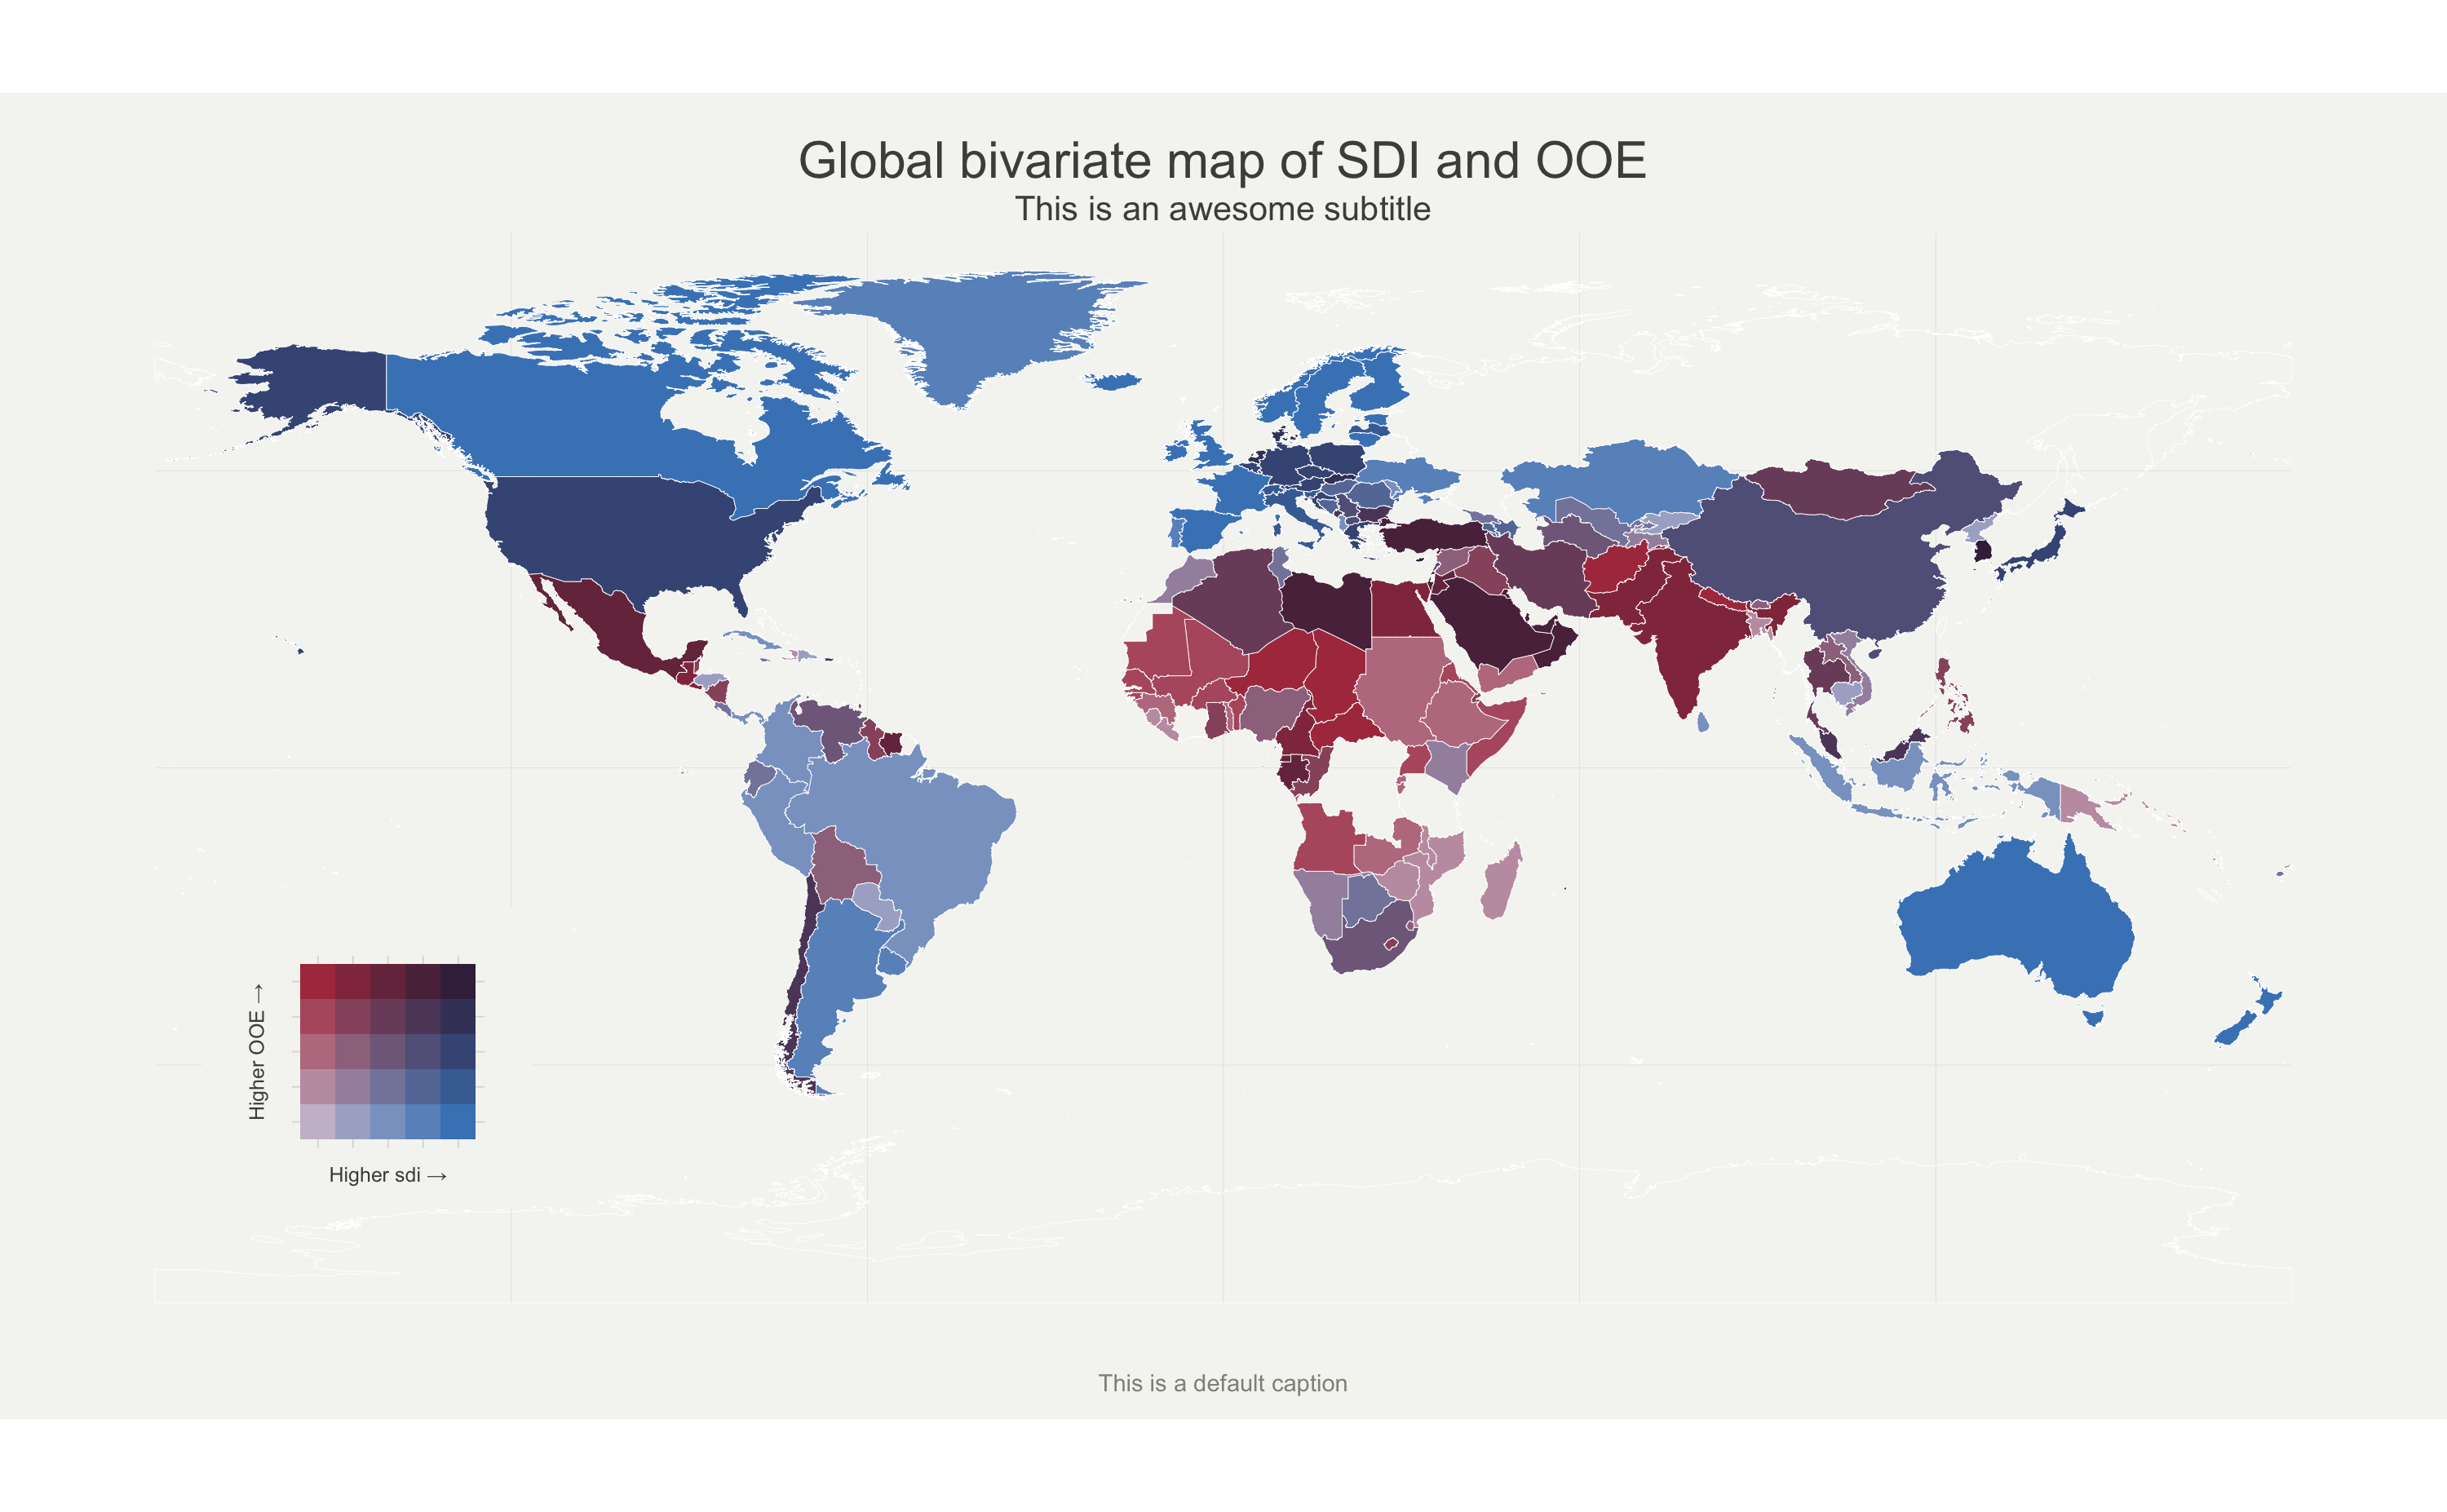 Global bivariate map of SDI and OOE
This is an awesome subtitle
Higher OOE →
Higher sdi →
This is a default caption